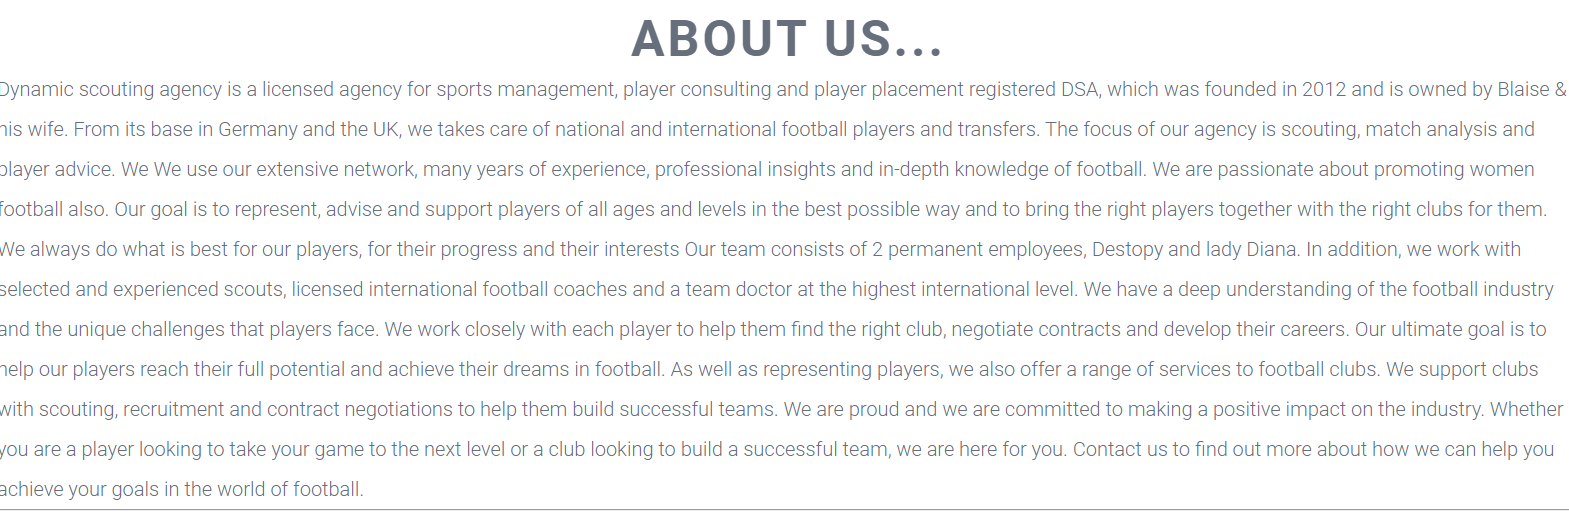 ABOUT US...
Dynamic scouting agency is a licensed agency for sports management, player consulting and player placement registered DSA, which was founded in 2012 and is owned by Blaise &
his wife. From its base in Germany and the UK, we takes care of national and international football players and transfers. The focus of our agency is scouting, match analysis and
player advice. We We use our extensive network, many years of experience, professional insights and in-depth knowledge of football. We are passionate about promoting women
football also. Our goal is to represent, advise and support players of all ages and levels in the best possible way and to bring the right players together with the right clubs for them.
We always do what is best for our players, for their progress and their interests Our team consists of 2 permanent employees, Destopy and lady Diana. In addition, we work with
selected and experienced scouts, licensed international football coaches and a team doctor at the highest international level. We have a deep understanding of the football industry
and the unique challenges that players face. We work closely with each player to help them find the right club, negotiate contracts and develop their careers. Our ultimate goal is to
help our players reach their full potential and achieve their dreams in football. As well as representing players, we also offer a range of services to football clubs. We support clubs
with scouting, recruitment and contract negotiations to help them build successful teams. We are proud and we are committed to making a positive impact on the industry. Whether
you are a player looking to take your game to the next level or a club looking to build a successful team, we are here for you. Contact us to find out more about how we can help you
achieve your goals in the world of football.